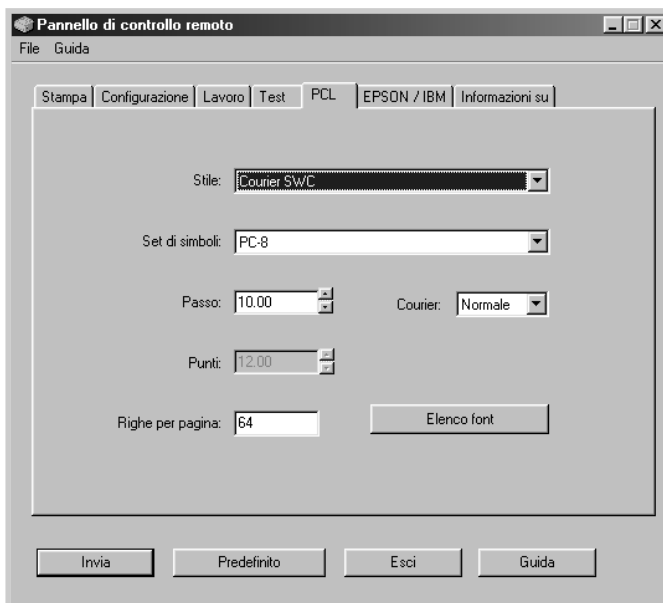 Pannello di controllo remoto
File Guida
Stampa Configurazione Lavoro Test PCL EPSON / IBM Informazioni su
Stile: Courier SWC
Set di simboli: PC-8
Passo: 10.00 Courier: Normale
Punti: 12.00
Righe per pagina: 64 Elenco font
Invia Predefinito Esci Guida